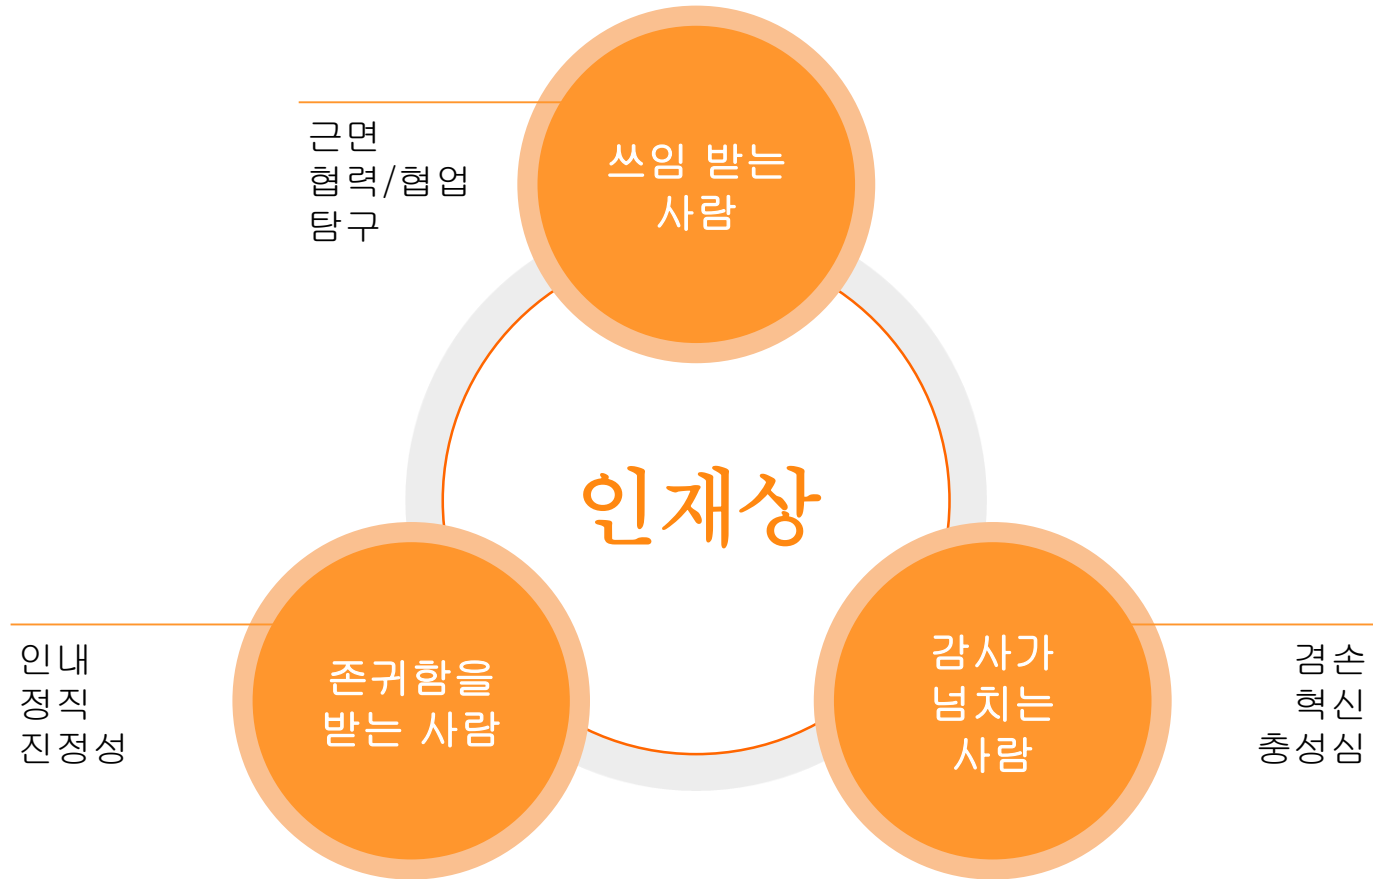 근면
협력/협업
탐구
쓰임 받는
사람
인재상
인내
정직
진정성
존귀함을
받는 사람
감사가
넘치는
사람
겸손
혁신
충성심